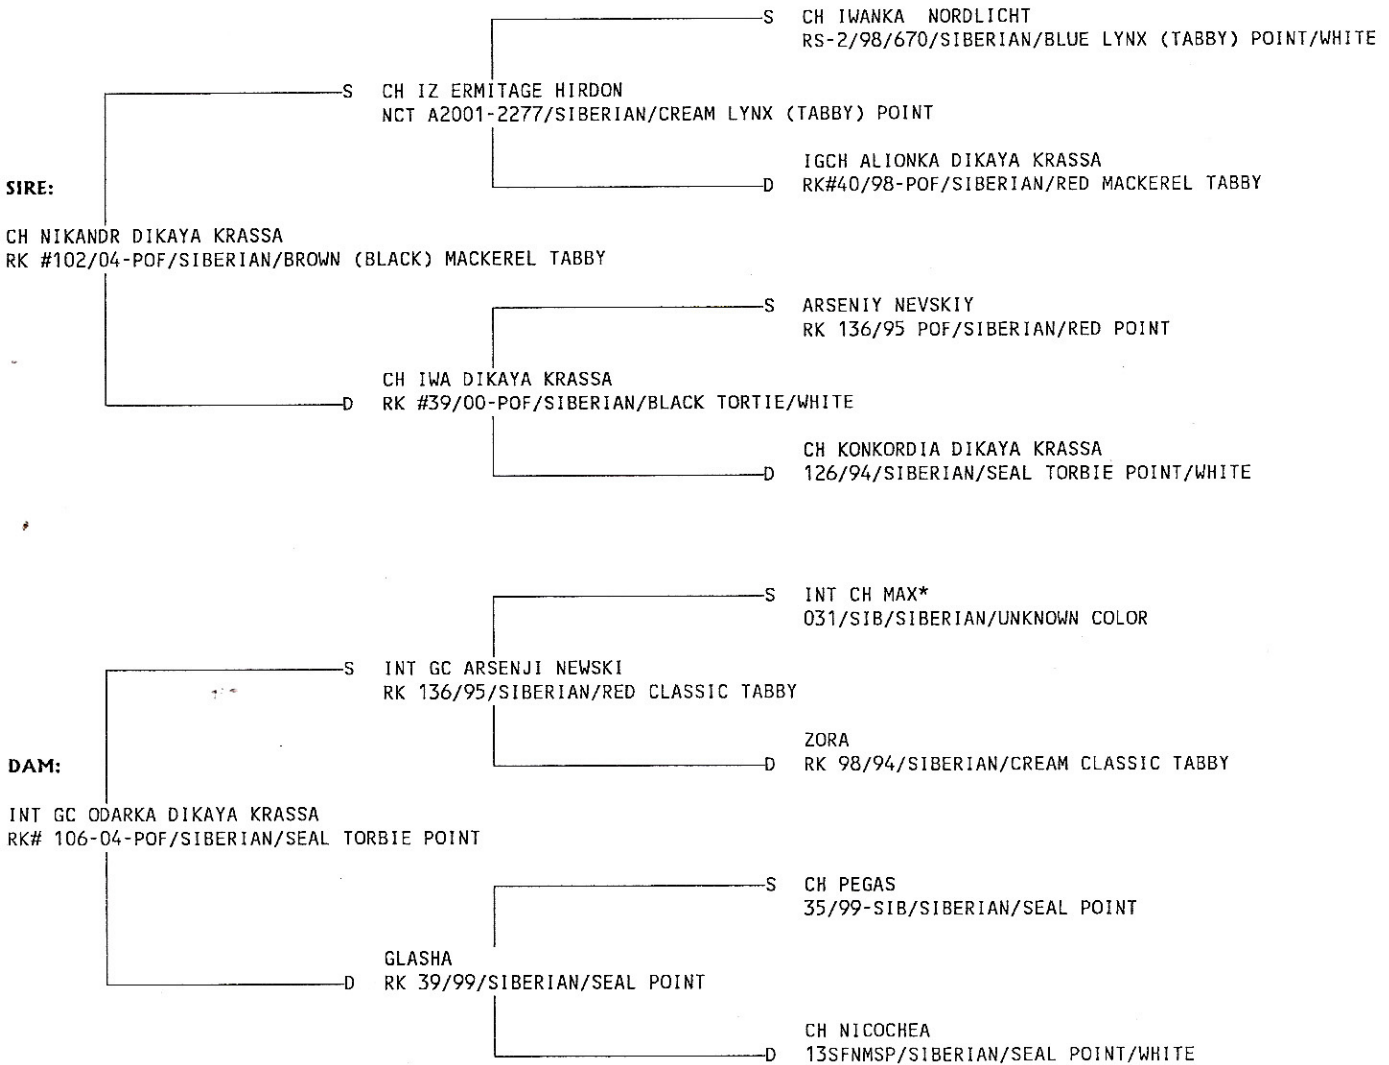 S CH IWANKA NORDLICHT
RS-2/98/670/SIBERIAN/BLUE LYNX (TABBY) POINT/WHITE
S CH IZ ERMITAGE HIRDON
NCT A2001-2277/SIBERIAN/CREAM LYNX (TABBY) POINT
IGCH ALIONKA DIKAYA KRASSA
D RK#40/98-POF/SIBERIAN/RED MACKEREL TABBY
SIRE:
CH NIKANDR DIKAYA KRASSA
RK #102/04-POF/SIBERIAN/BROWN (BLACK) MACKEREL TABBY
S ARSENIY NEVSKIY
RK 136/95 POF/SIBERIAN/RED POINT
CH IWA DIKAYA KRASSA
D RK #39/00-POF/SIBERIAN/BLACK TORTIE/WHITE
CH KONKORDIA DIKAYA KRASSA
D 126/94/SIBERIAN/SEAL TORBIE POINT/WHITE
S INT CH MAX*
031/SIB/SIBERIAN/UNKNOWN COLOR
S INT GC ARSENJI NEWSKI
RK 136/95/SIBERIAN/RED CLASSIC TABBY
ZORA
D RK 98/94/SIBERIAN/CREAM CLASSIC TABBY
DAM:
INT GC ODARKA DIKAYA KRASSA
RK# 106-04-POF/SIBERIAN/SEAL TORBIE POINT
S CH PEGAS
35/99-SIB/SIBERIAN/SEAL POINT
GLASHA
D RK 39/99/SIBERIAN/SEAL POINT
CH NICOCHEA
D 13SFNMSP/SIBERIAN/SEAL POINT/WHITE